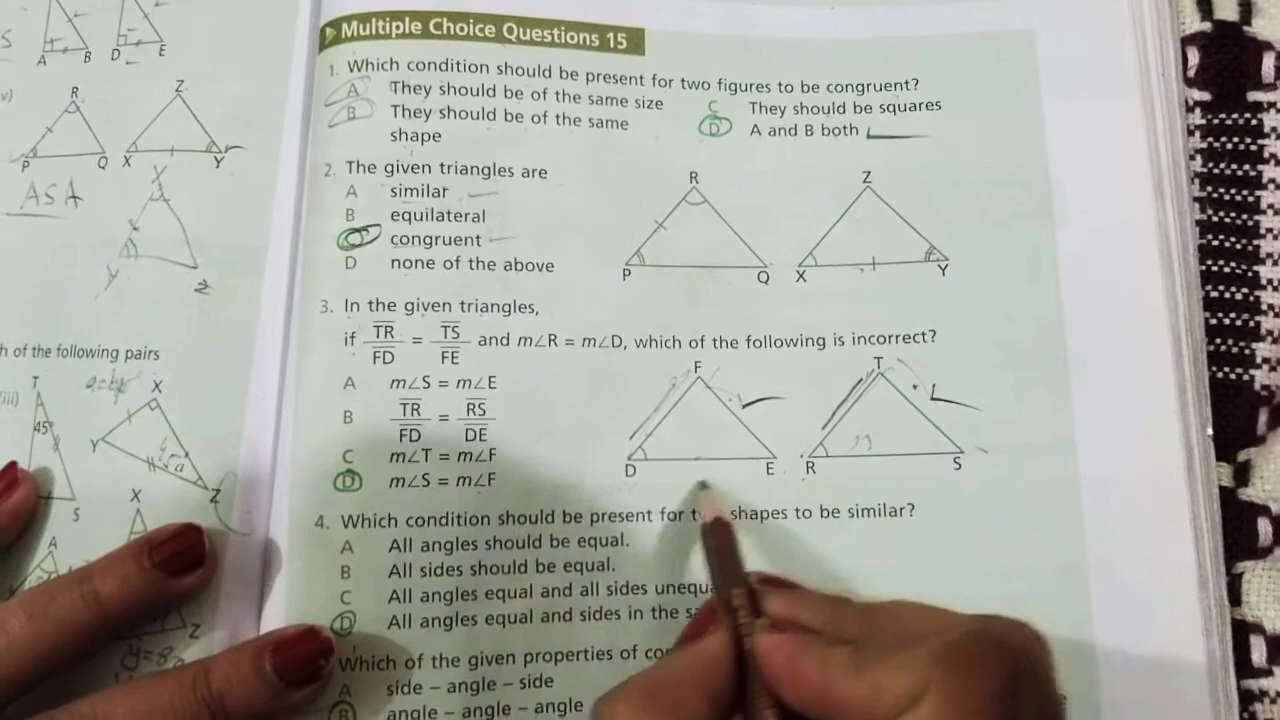 S
A B D E
v)
R
Z
P Q X Y
ASA
X
Y
Z
h of the following pairs
iii)
T
X
45°
Y
S
Z
X
A
Z
Multiple Choice Questions 15
1. Which condition should be present for two figures to be congruent?
A They should be of the same size
B They should be of the same shape
C They should be squares
D A and B both
2. The given triangles are
A similar
B equilateral
C congruent
D none of the above
R
Z
P Q X Y
3. In the given triangles,
if TR/FD = TS/FE and m∠R = m∠D, which of the following is incorrect?
A m∠S = m∠E
B TR/FD = RS/DE
C m∠T = m∠F
D m∠S = m∠F
F
T
D E R S
4. Which condition should be present for shapes to be similar?
A All angles should be equal.
B All sides should be equal.
C All angles equal and all sides
D All angles equal and sides in the
Which of the given properties of
A side – angle – side
B angle – angle – angle